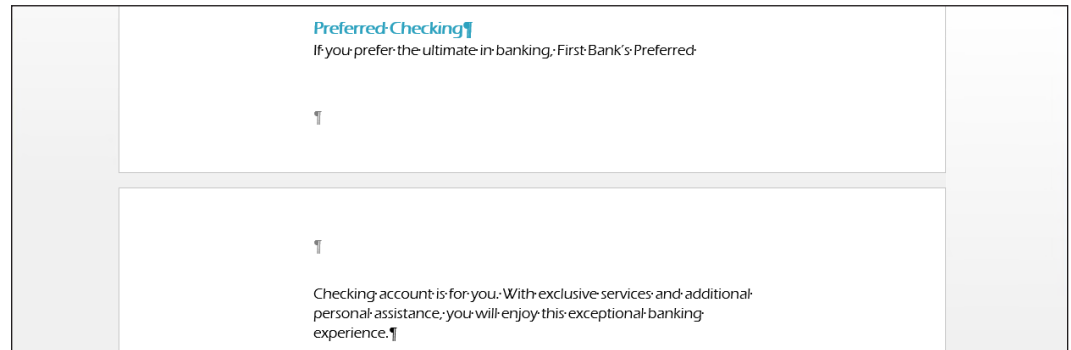 Preferred·Checking¶
If·you·prefer·the·ultimate·in·banking,·First·Bank’s·Preferred·
¶
¶
Checking·account·is·for·you.·With·exclusive·services·and·additional·
personal·assistance,·you·will·enjoy·this·exceptional·banking·
experience.¶